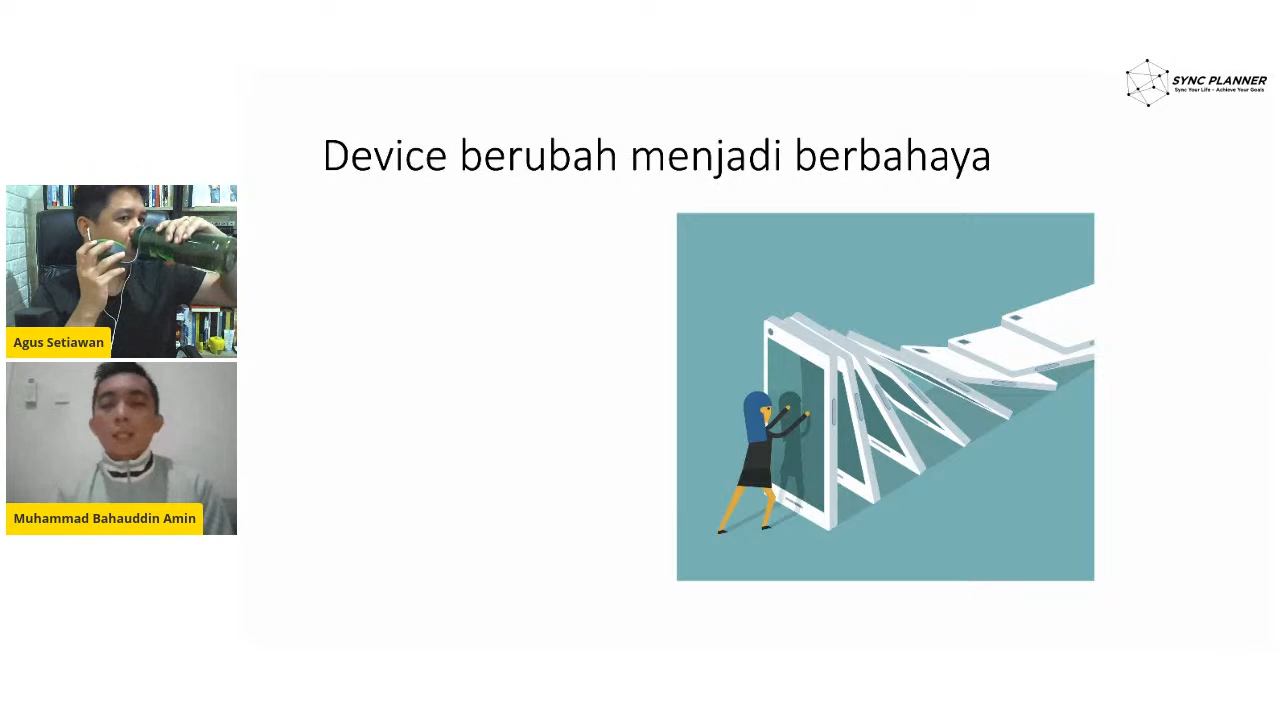 SYNC PLANNER
Sync Your Life - Achieve Your Goals
Device berubah menjadi berbahaya
Agus Setiawan
Muhammad Bahauddin Amin